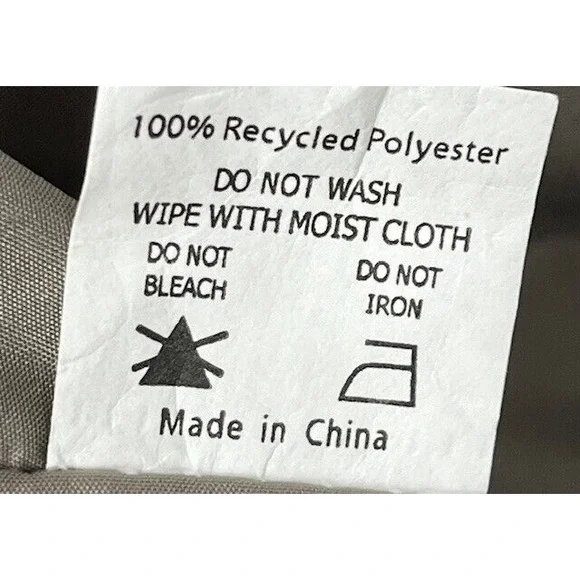 100% Recycled Polyester
DO NOT WASH
WIPE WITH MOIST CLOTH
DO NOT
BLEACH
DO NOT
IRON
Made in China